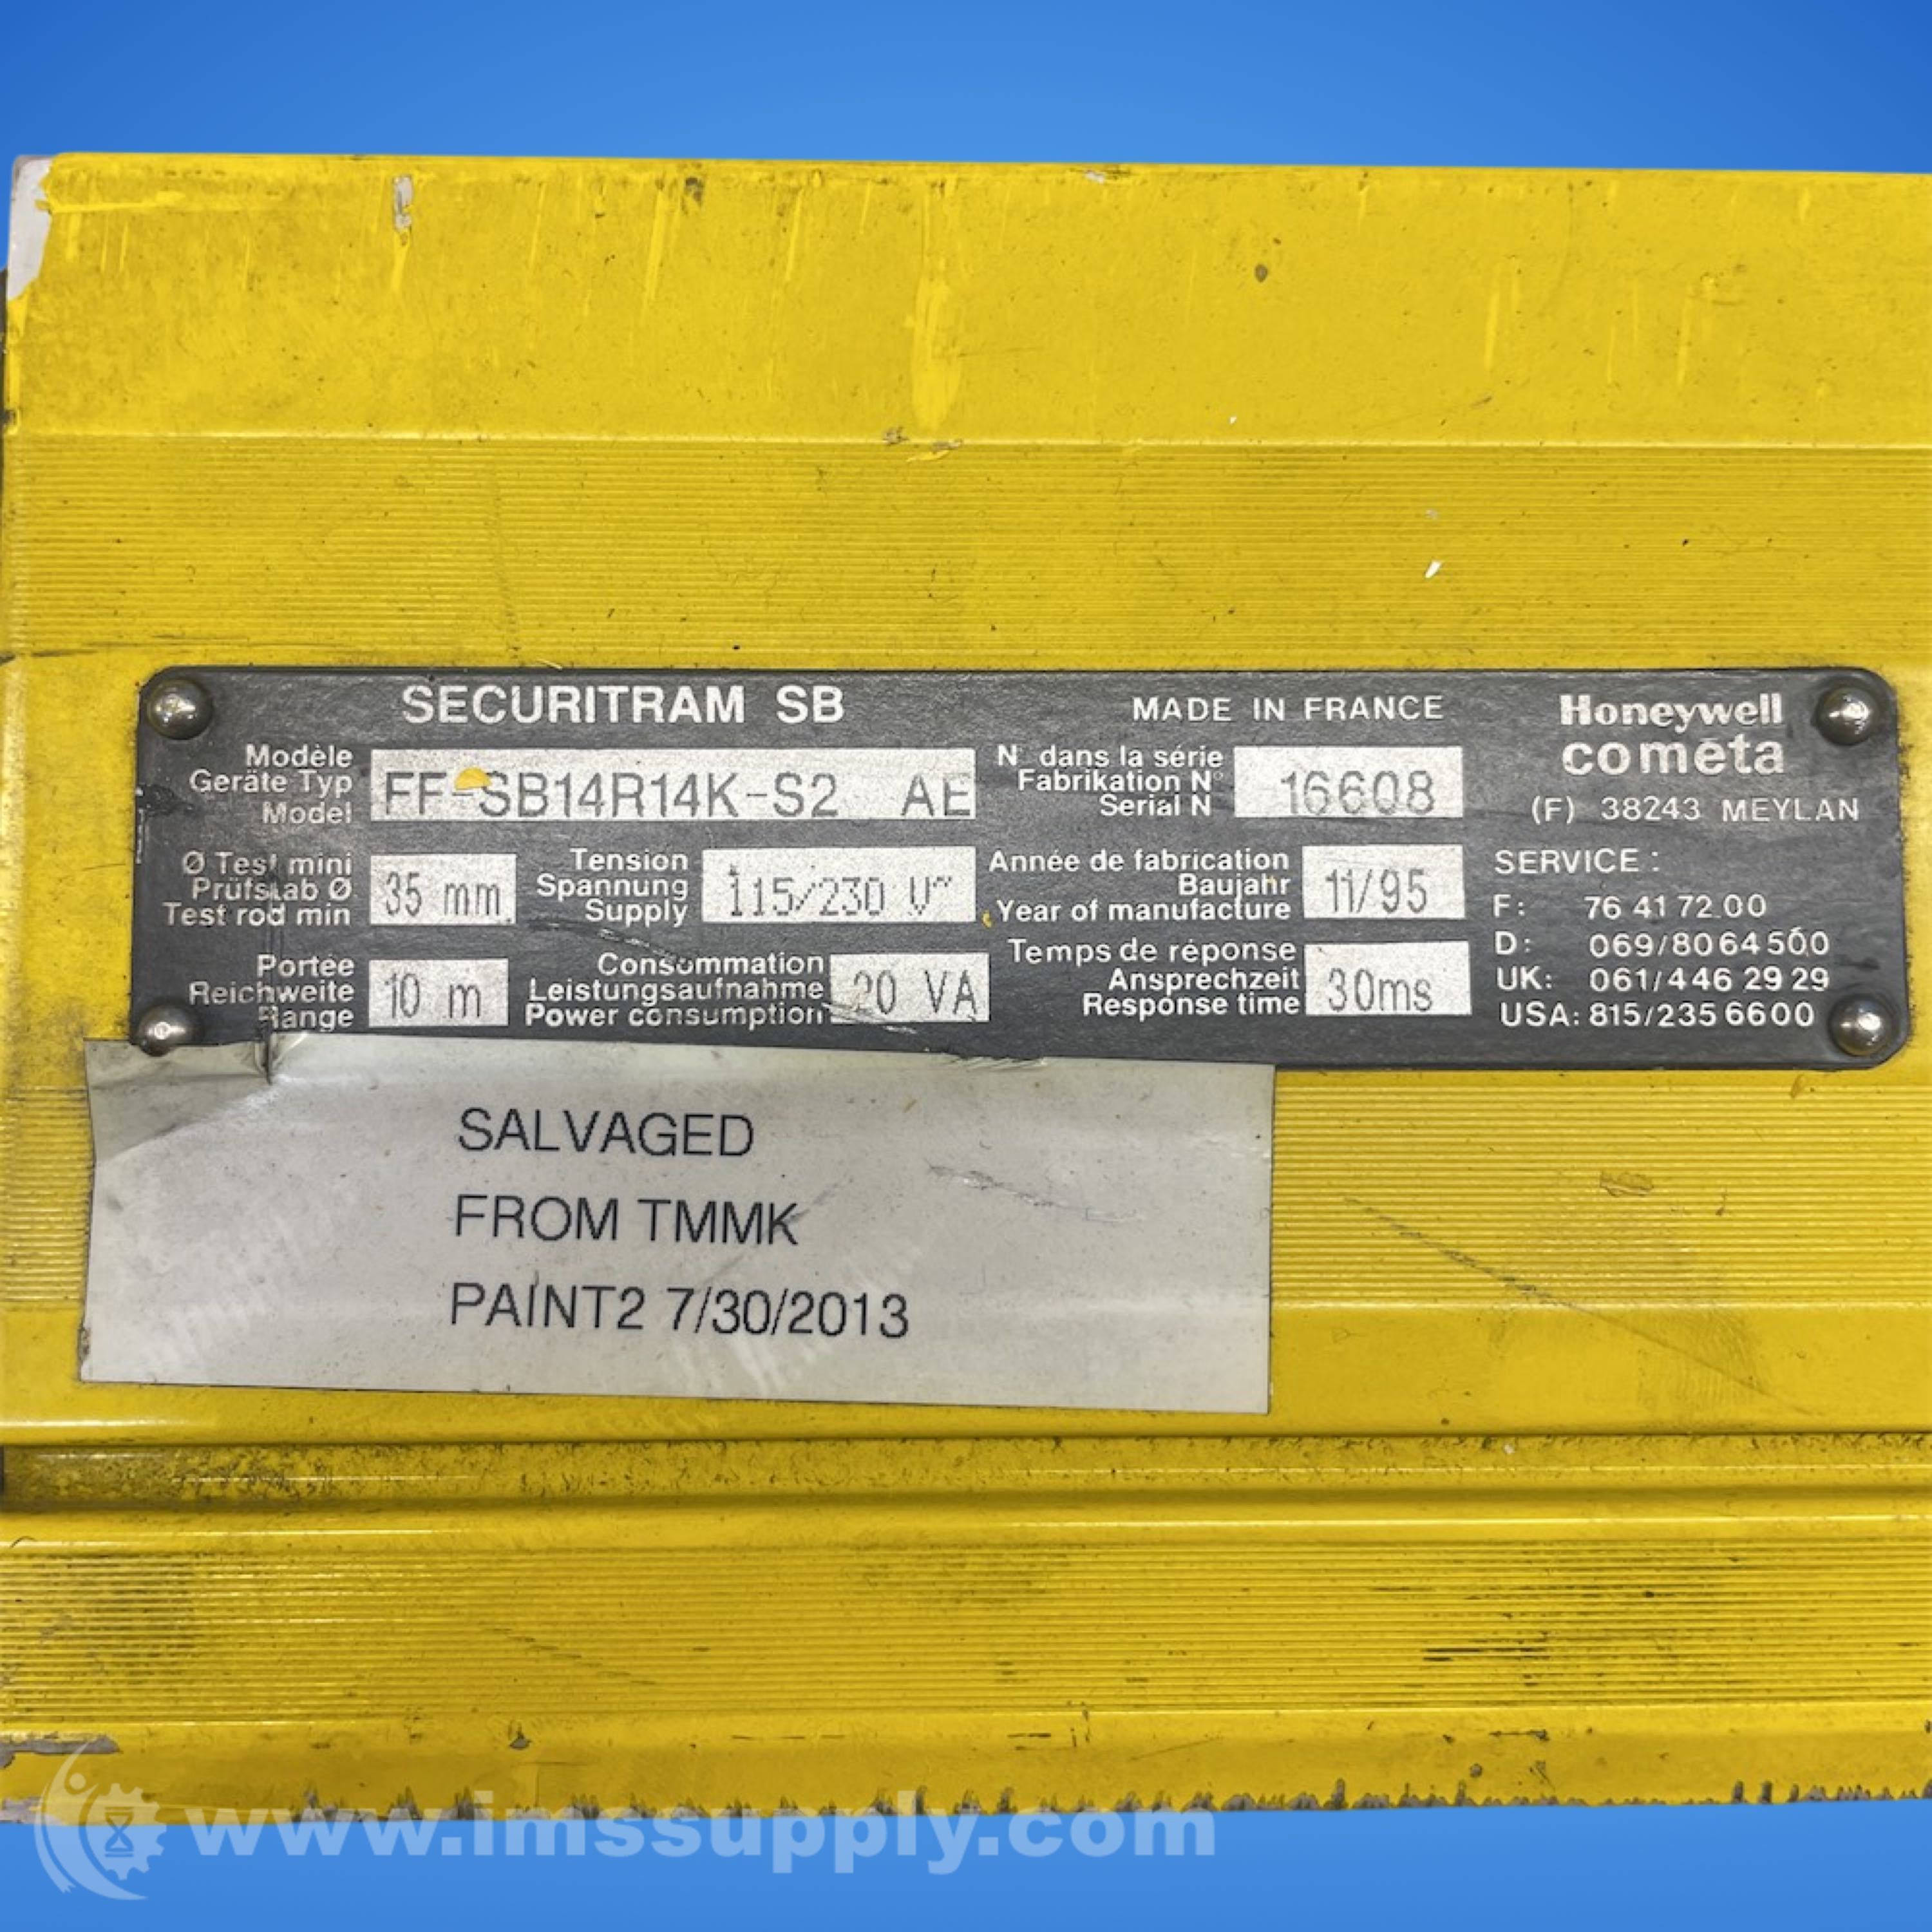 SECURITRAM SB
MADE IN FRANCE
Honeywell
cometa
(F) 38243 MEYLAN
Modèle
Geräte Typ
Model
FF-SB14R14K-S2 AE
N° dans la série
Fabrikation N°
Serial N
16608
Ø Test mini
Prüfstab Ø
Test rod min
35 mm
Tension
Spannung
Supply
115/230 V~
Année de fabrication
Baujahr
Year of manufacture
11/95
Portée
Reichweite
Range
10 m
Consommation
Leistungsaufnahme
Power consumption
20 VA
Temps de réponse
Ansprechzeit
Response time
30ms
SERVICE :
F: 76 41 72.00
D: 069/8064500
UK: 061/446 29 29
USA: 815/235 6600
SALVAGED
FROM TMMK
PAINT2 7/30/2013
www.imssupply.com